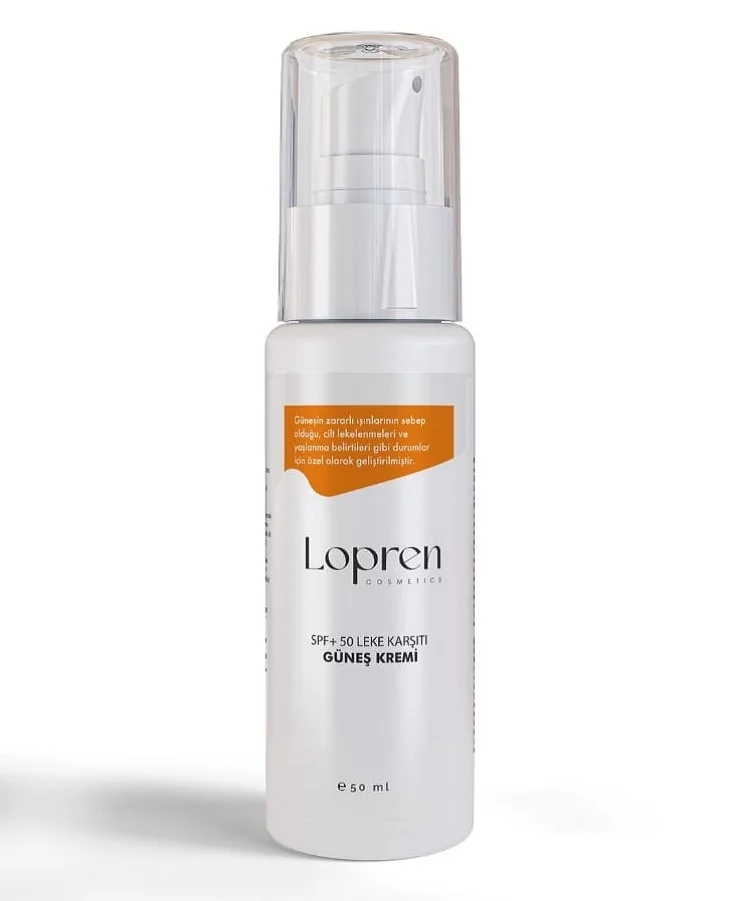 Güneşin zararlı ışınlarının sebep
olduğu, cilt lekelenmeleri ve
yaşlanma belirtileri gibi durumlar
için özel olarak geliştirilmiştir.
Lopren
COSMETICS
SPF+ 50 LEKE KARŞITI
GÜNEŞ KREMİ
e 50 ml